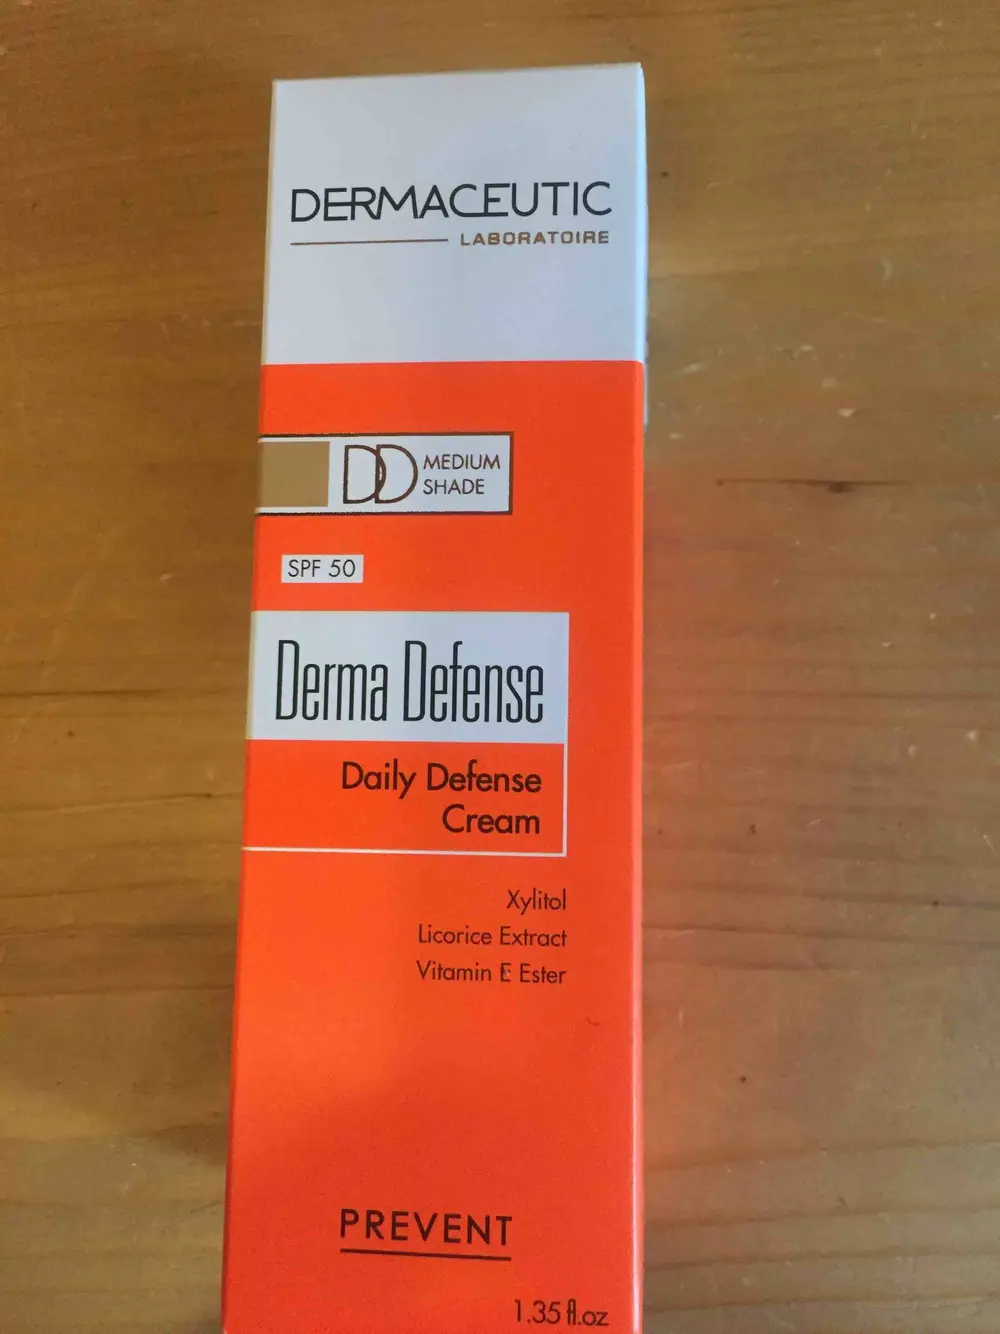 DERMACEUTIC
LABORATOIRE
DD
MEDIUM
SHADE
SPF 50
Derma Defense
Daily Defense
Cream
Xylitol
Licorice Extract
Vitamin E Ester
PREVENT
1.35 fl.oz